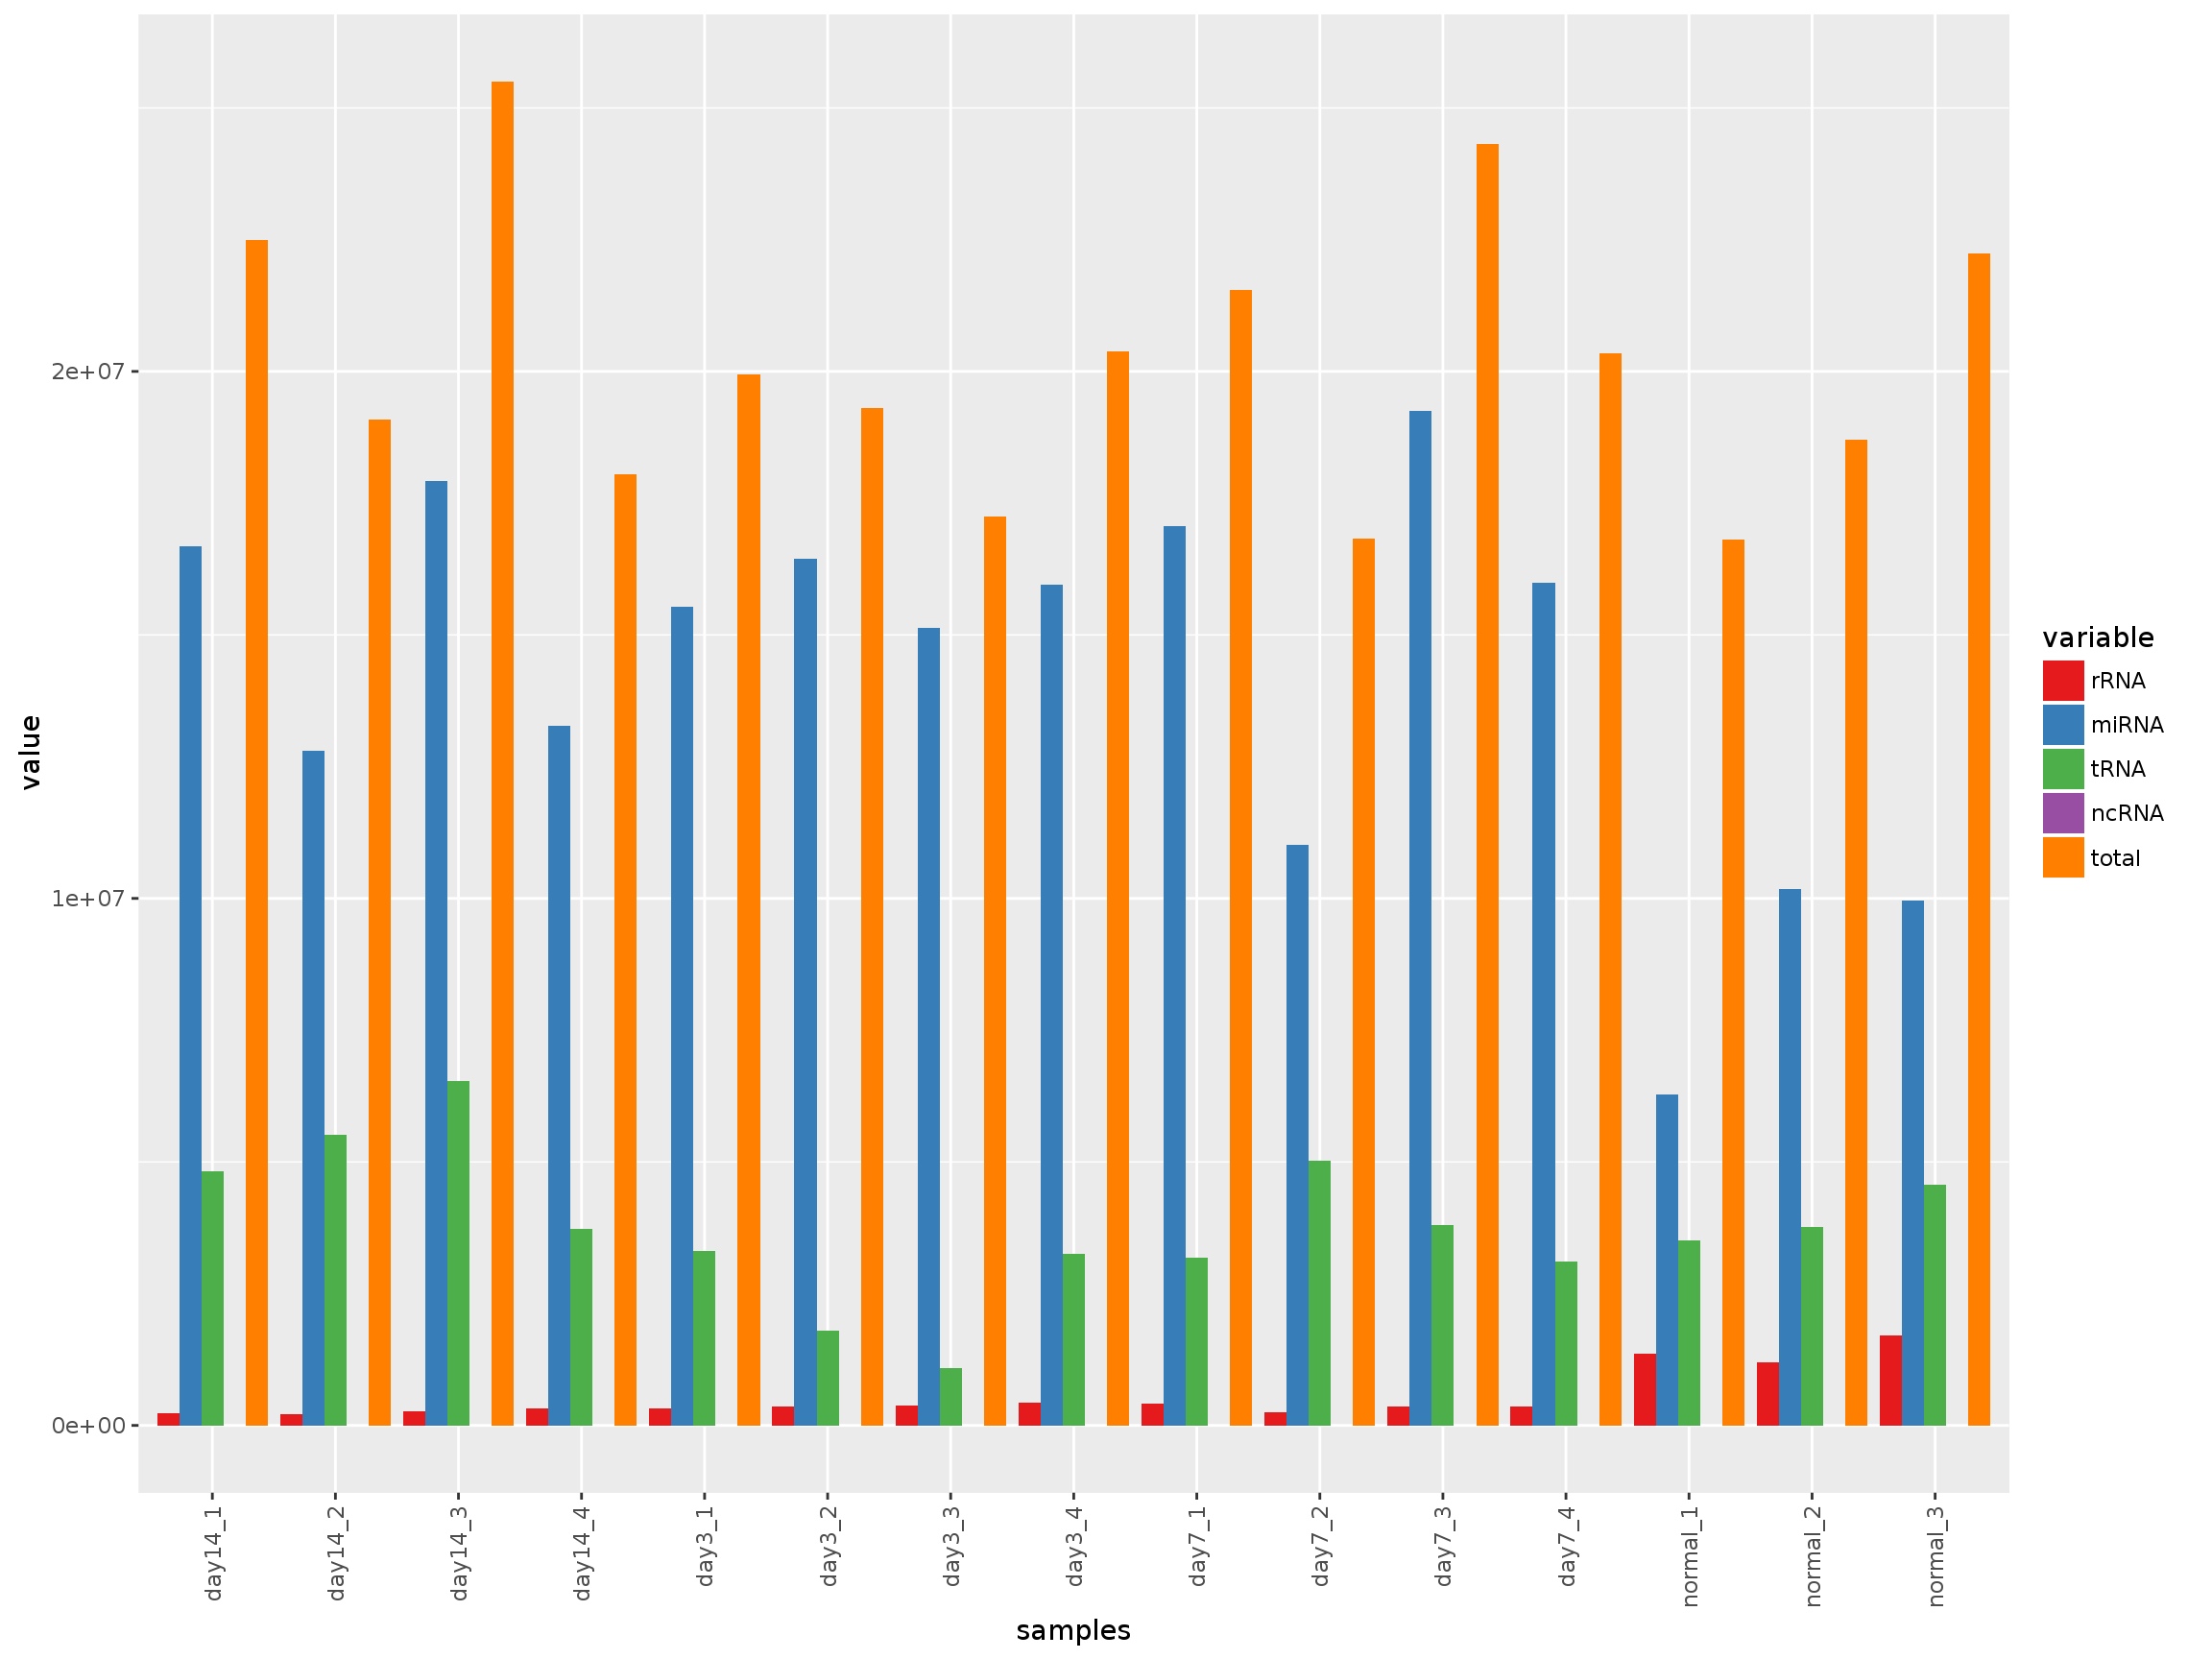 value
2e+07
1e+07
0e+00
day14_1
day14_2
day14_3
day14_4
day3_1
day3_2
day3_3
day3_4
day7_1
day7_2
day7_3
day7_4
normal_1
normal_2
normal_3
samples
variable
rRNA
miRNA
tRNA
ncRNA
total